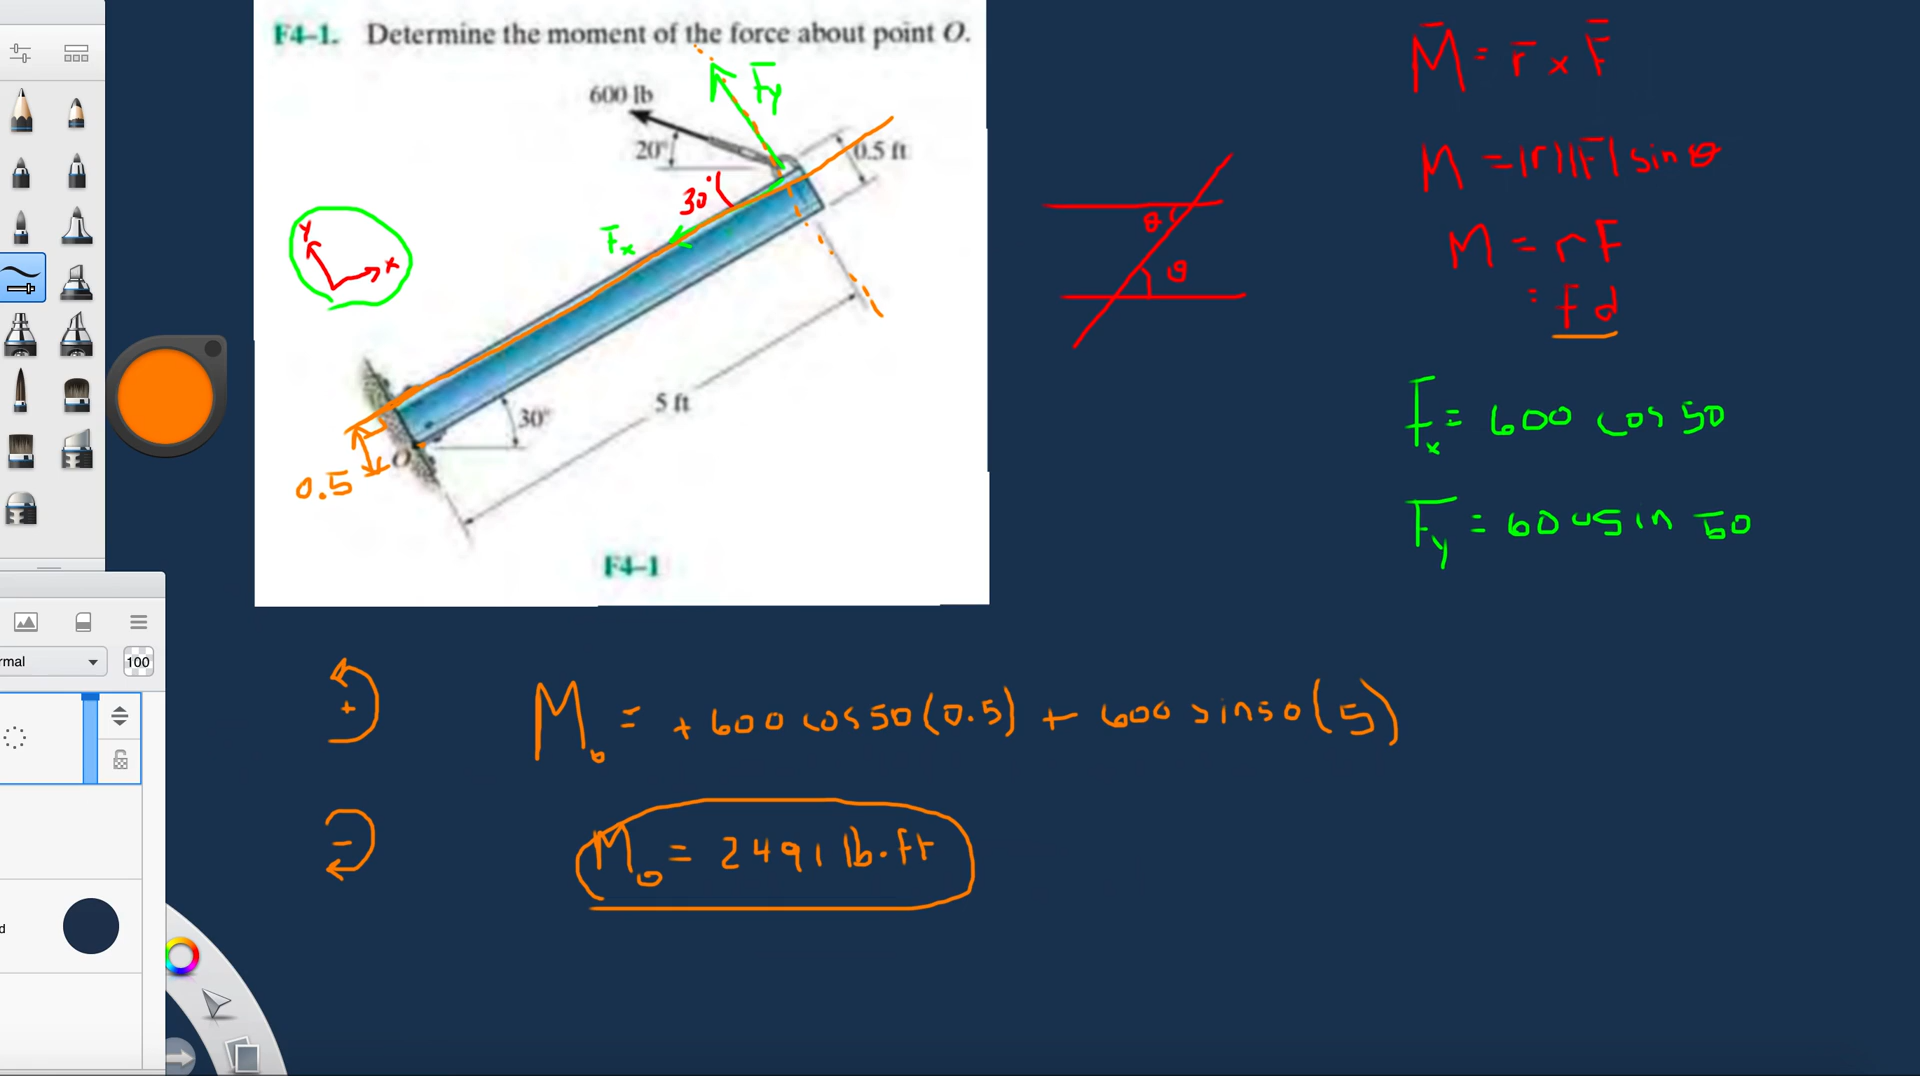 F4–1. Determine the moment of the force about point O.
600 lb
20°
0.5 ft
30°
5 ft
O
F4–1
Fy
Fx
30°
y
x
0.5
M̄ = r̄ × F̄
M = |r||F| sin θ
M = r F
= f d
θ
θ
Fx = 600 cos 50
Fy = 600 sin 50
+
Mo = + 600 cos 50 (0.5) + 600 sin 50 (5)
−
Mo = 2491 lb·ft
rmal
100
d